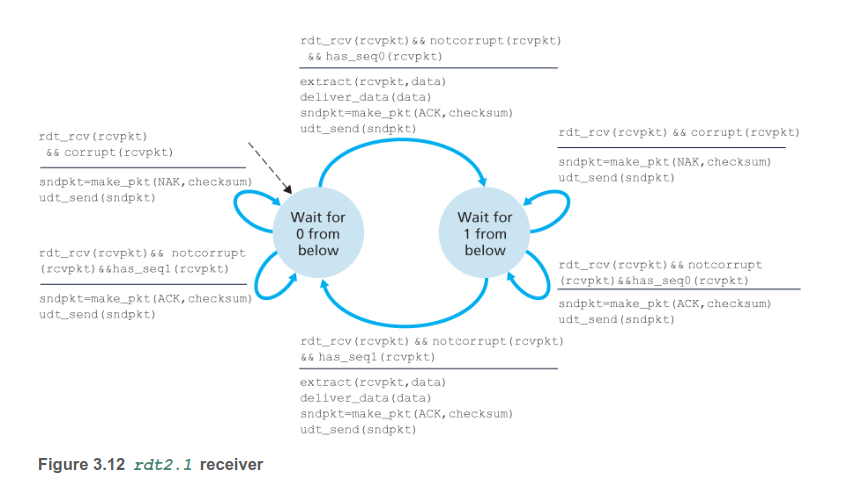 rdt_rcv(rcvpkt)&& notcorrupt(rcvpkt)
&& has_seq0(rcvpkt)
extract(rcvpkt,data)
deliver_data(data)
sndpkt=make_pkt(ACK,checksum)
udt_send(sndpkt)
rdt_rcv(rcvpkt)
&& corrupt(rcvpkt)
sndpkt=make_pkt(NAK,checksum)
udt_send(sndpkt)
rdt_rcv(rcvpkt) && corrupt(rcvpkt)
sndpkt=make_pkt(NAK,checksum)
udt_send(sndpkt)
Wait for
0 from
below
Wait for
1 from
below
rdt_rcv(rcvpkt)&& notcorrupt
(rcvpkt)&&has_seq1(rcvpkt)
sndpkt=make_pkt(ACK,checksum)
udt_send(sndpkt)
rdt_rcv(rcvpkt)&& notcorrupt
(rcvpkt)&&has_seq0(rcvpkt)
sndpkt=make_pkt(ACK,checksum)
udt_send(sndpkt)
rdt_rcv(rcvpkt) && notcorrupt(rcvpkt)
&& has_seq1(rcvpkt)
extract(rcvpkt,data)
deliver_data(data)
sndpkt=make_pkt(ACK,checksum)
udt_send(sndpkt)
Figure 3.12 rdt2.1 receiver